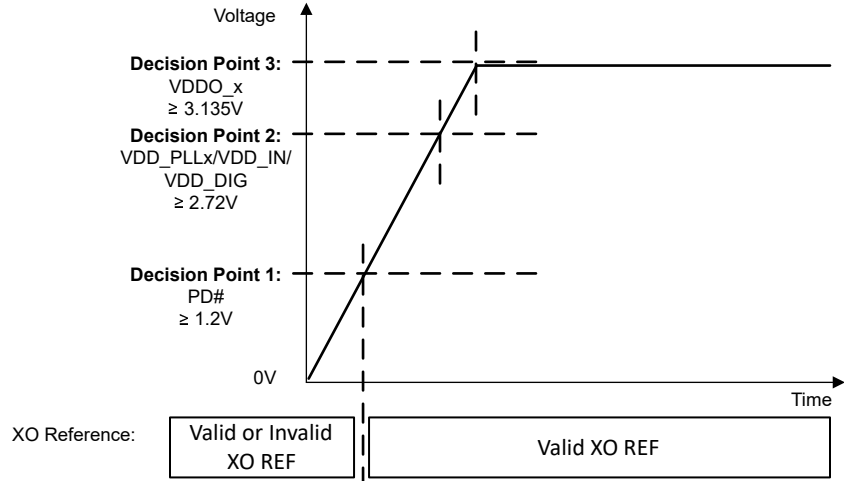 Voltage
Decision Point 3:
VDDO_x
≥ 3.135V
Decision Point 2:
VDD_PLLx/VDD_IN/
VDD_DIG
≥ 2.72V
Decision Point 1:
PD#
≥ 1.2V
0V
Time
XO Reference:
Valid or Invalid
XO REF
Valid XO REF